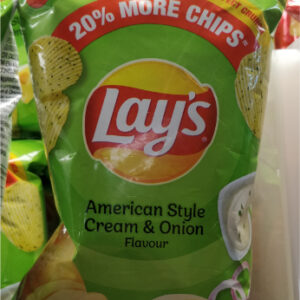 20% MORE CHIPS*
Lay's
American Style
Cream & Onion
Flavour